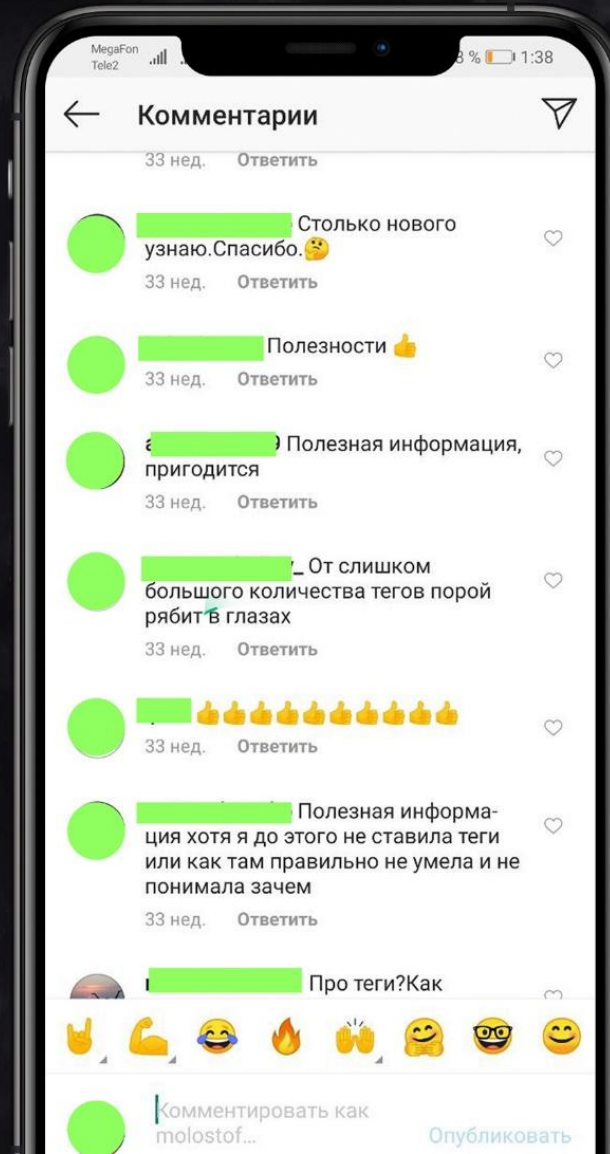 MegaFon
Tele2
% 1:38
Комментарии
33 нед. Ответить
Столько нового
узнаю.Спасибо.🤔
33 нед. Ответить
Полезности 👍
33 нед. Ответить
9 Полезная информация,
пригодится
33 нед. Ответить
_ От слишком
большого количества тегов порой
рябит в глазах
33 нед. Ответить
👍👍👍👍👍👍👍👍👍👍
33 нед. Ответить
Полезная информа-
ция хотя я до этого не ставила теги
или как там правильно не умела и не
понимала зачем
33 нед. Ответить
Про теги?Как
🤘💪😂🔥🙌🤗🤓😊
Комментировать как
molostof... Опубликовать